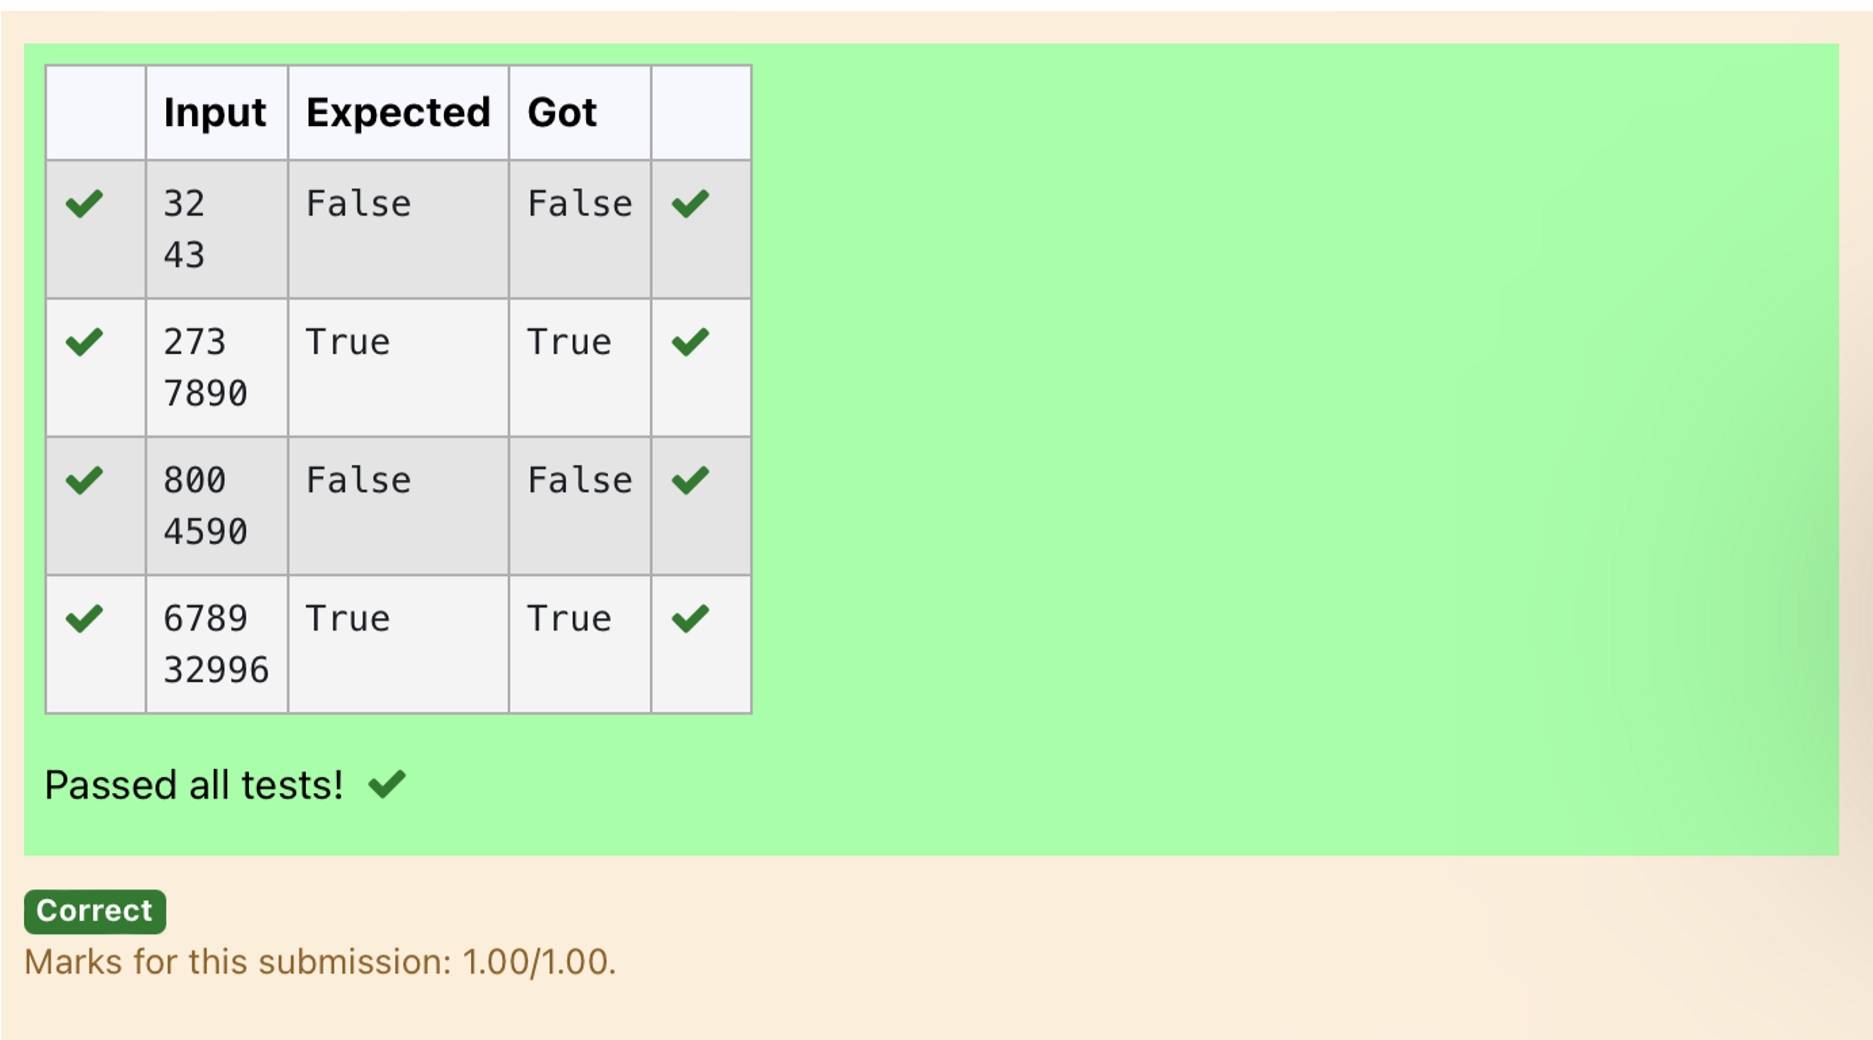 Input Expected Got
32 False False
43
273 True True
7890
800 False False
4590
6789 True True
32996
Passed all tests!
Correct
Marks for this submission: 1.00/1.00.